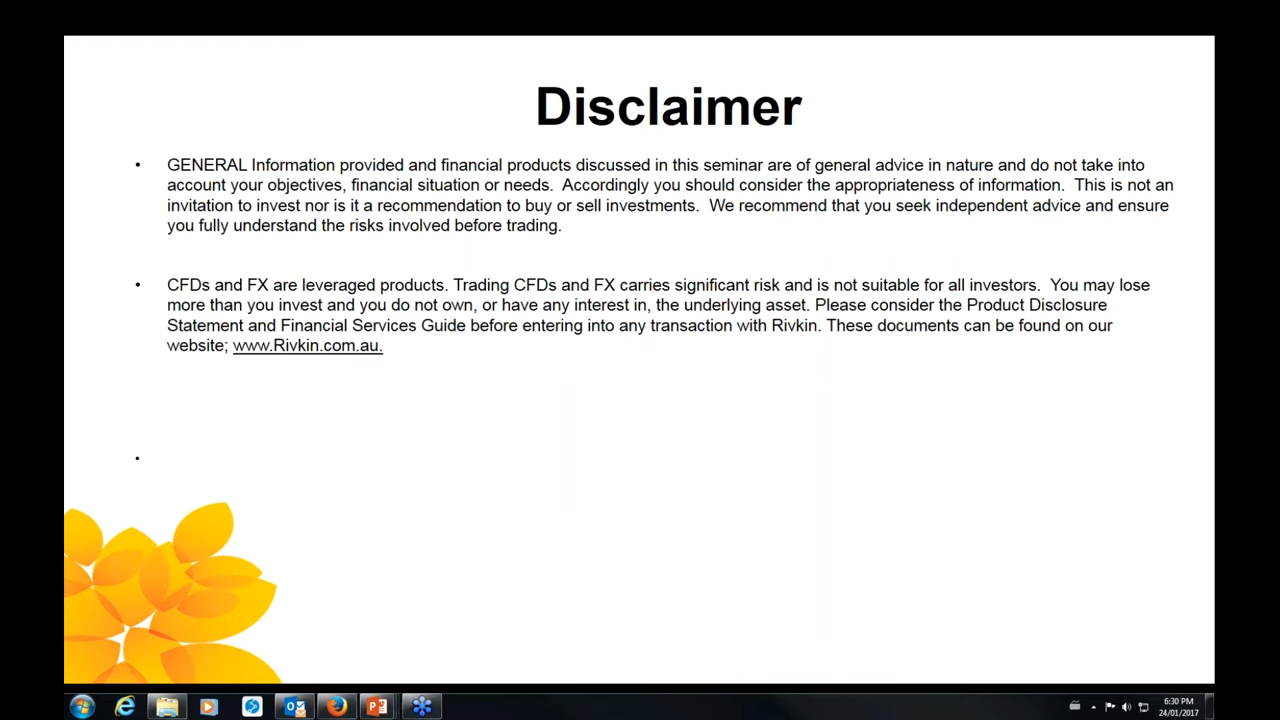 Disclaimer
• GENERAL Information provided and financial products discussed in this seminar are of general advice in nature and do not take into
account your objectives, financial situation or needs.  Accordingly you should consider the appropriateness of information.  This is not an
invitation to invest nor is it a recommendation to buy or sell investments.  We recommend that you seek independent advice and ensure
you fully understand the risks involved before trading.
• CFDs and FX are leveraged products. Trading CFDs and FX carries significant risk and is not suitable for all investors.  You may lose
more than you invest and you do not own, or have any interest in, the underlying asset. Please consider the Product Disclosure
Statement and Financial Services Guide before entering into any transaction with Rivkin. These documents can be found on our
website; www.Rivkin.com.au.
•
6:30 PM
24/01/2017